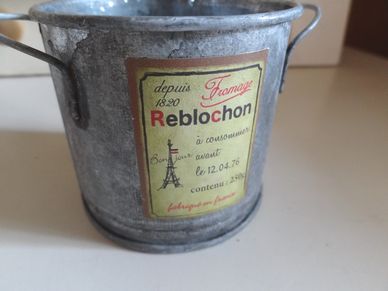 depuis
1820
Fromage
Reblochon
à consommer
Bonjour avant
le 12.04.76
contenu: 250g
fabriqué en france